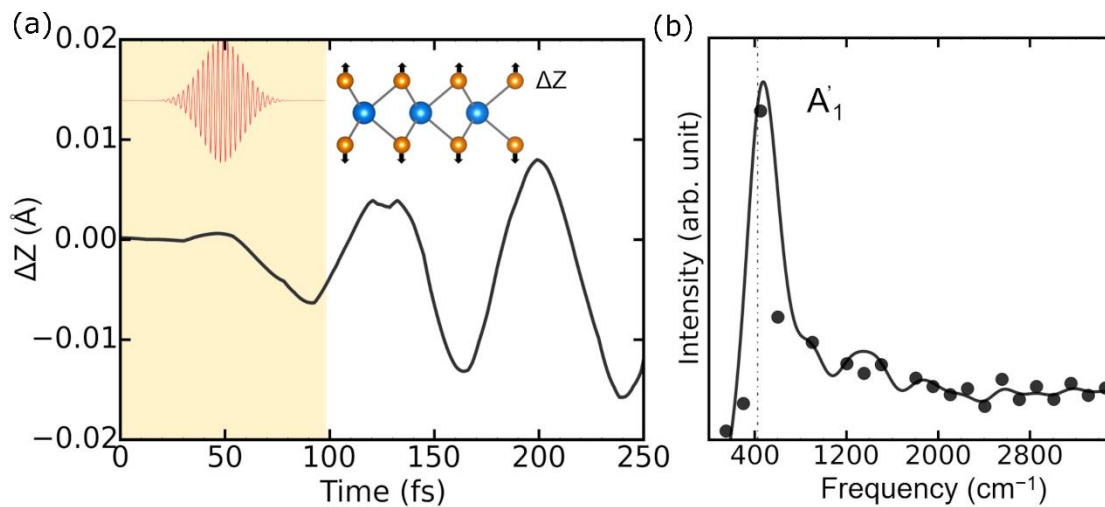 (a)
0.02
0.01
0.00
−0.01
−0.02
ΔZ (Å)
ΔZ
0 50 100 150 200 250
Time (fs)
(b)
A'₁
Intensity (arb. unit)
400 1200 2000 2800
Frequency (cm⁻¹)